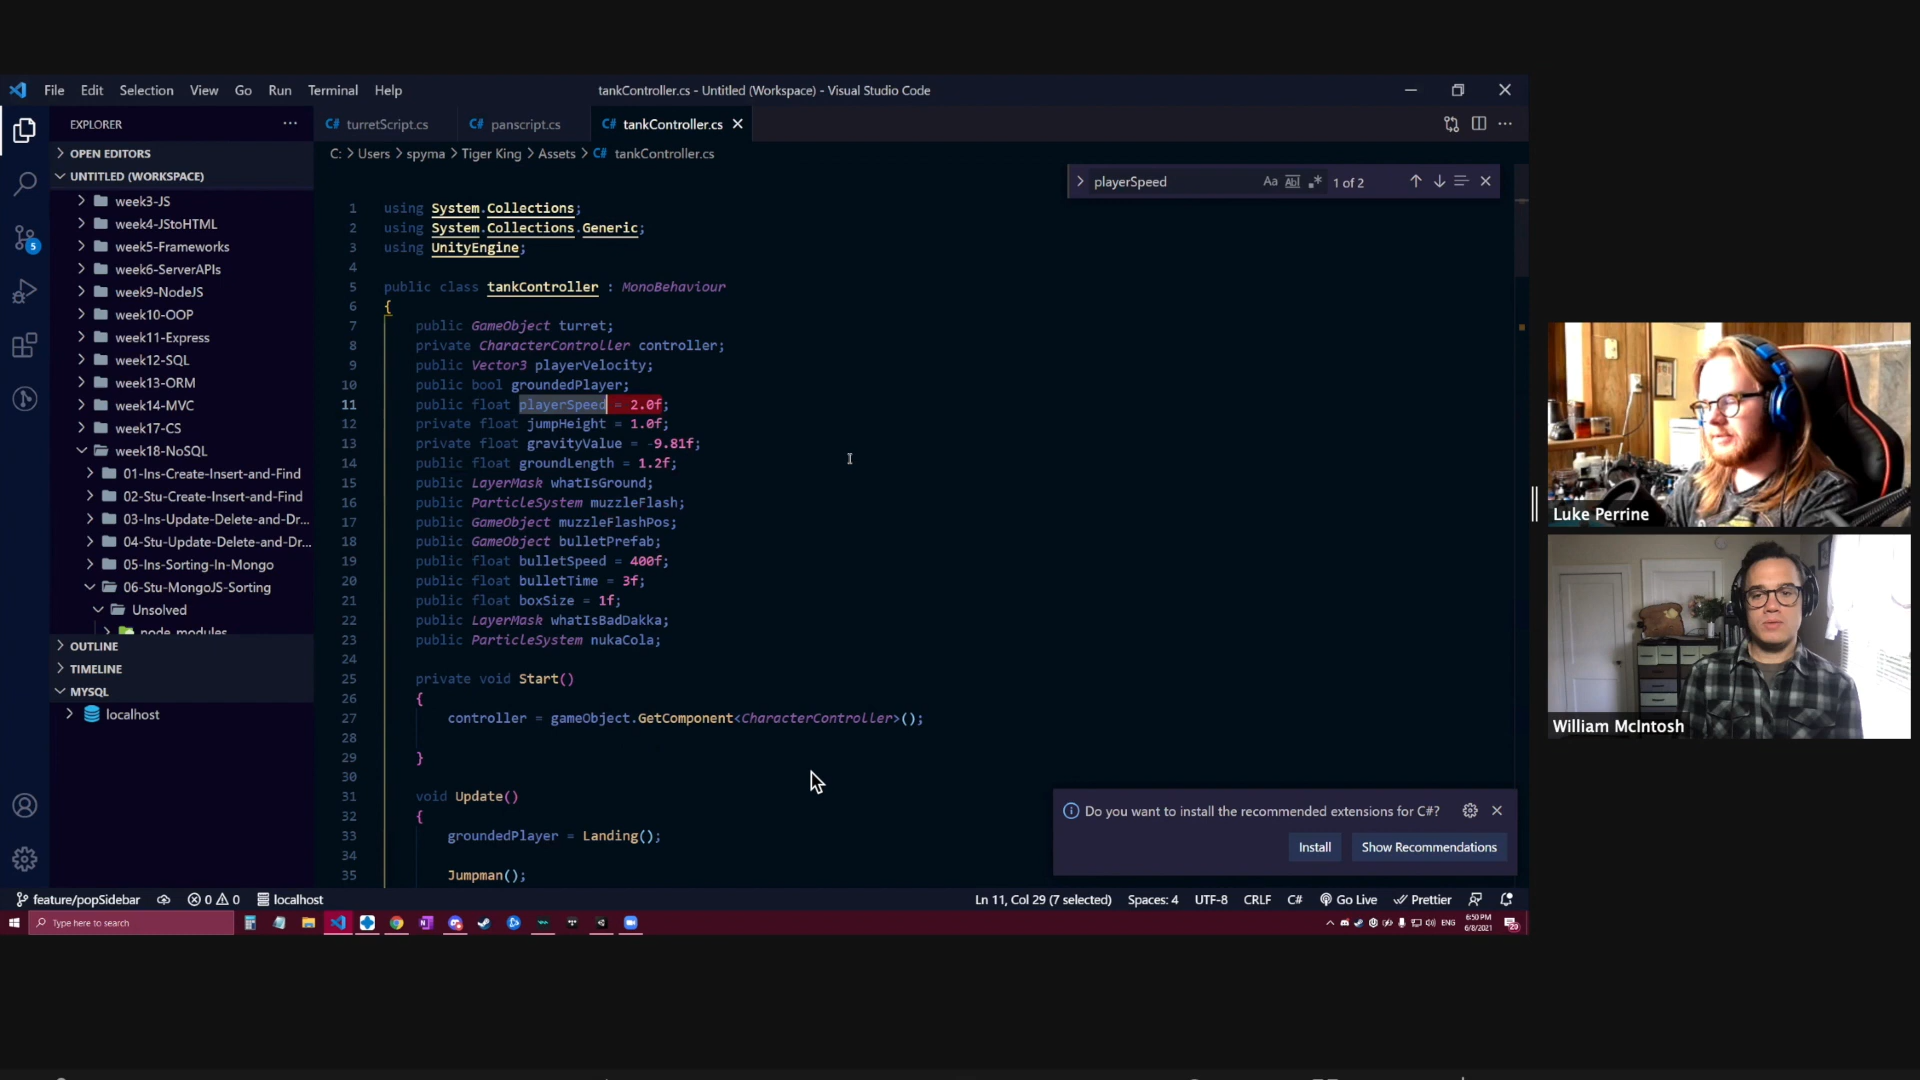 File Edit Selection View Go Run Terminal Help
tankController.cs - Untitled (Workspace) - Visual Studio Code
EXPLORER
OPEN EDITORS
UNTITLED (WORKSPACE)
week3-JS
week4-JStoHTML
week5-Frameworks
week6-ServerAPIs
week9-NodeJS
week10-OOP
week11-Express
week12-SQL
week13-ORM
week14-MVC
week17-CS
week18-NoSQL
01-Ins-Create-Insert-and-Find
02-Stu-Create-Insert-and-Find
03-Ins-Update-Delete-and-Dr...
04-Stu-Update-Delete-and-Dr...
05-Ins-Sorting-In-Mongo
06-Stu-MongoJS-Sorting
Unsolved
node_modules
OUTLINE
TIMELINE
MYSQL
localhost
5
C# turretScript.cs C# panscript.cs C# tankController.cs
C: > Users > spyma > Tiger King > Assets > C# tankController.cs
playerSpeed Aa Abl .* 1 of 2
1 using System.Collections;
2 using System.Collections.Generic;
3 using UnityEngine;
4
5 public class tankController : MonoBehaviour
6 {
7 public GameObject turret;
8 private CharacterController controller;
9 public Vector3 playerVelocity;
10 public bool groundedPlayer;
11 public float playerSpeed = 2.0f;
12 private float jumpHeight = 1.0f;
13 private float gravityValue = -9.81f;
14 public float groundLength = 1.2f;
15 public LayerMask whatIsGround;
16 public ParticleSystem muzzleFlash;
17 public GameObject muzzleFlashPos;
18 public GameObject bulletPrefab;
19 public float bulletSpeed = 400f;
20 public float bulletTime = 3f;
21 public float boxSize = 1f;
22 public LayerMask whatIsBadDakka;
23 public ParticleSystem nukaCola;
24
25 private void Start()
26 {
27 controller = gameObject.GetComponent<CharacterController>();
28
29 }
30
31 void Update()
32 {
33 groundedPlayer = Landing();
34
35 Jumpman();
Do you want to install the recommended extensions for C#?
Install Show Recommendations
feature/popSidebar 0 0 localhost
Ln 11, Col 29 (7 selected) Spaces: 4 UTF-8 CRLF C# Go Live Prettier
Type here to search
ENG
6:50 PM
6/8/2021
Luke Perrine
William McIntosh